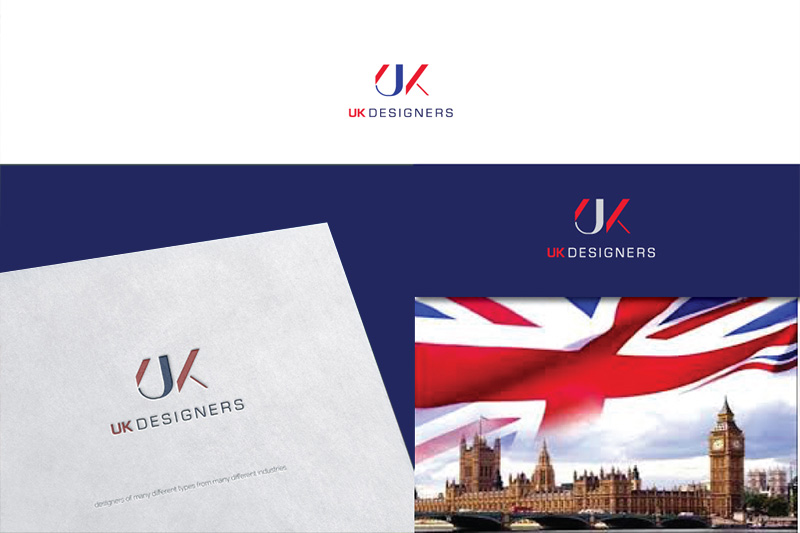 UK
UK DESIGNERS
UK
UK DESIGNERS
UK
UK DESIGNERS
designers of many different types from many different industries